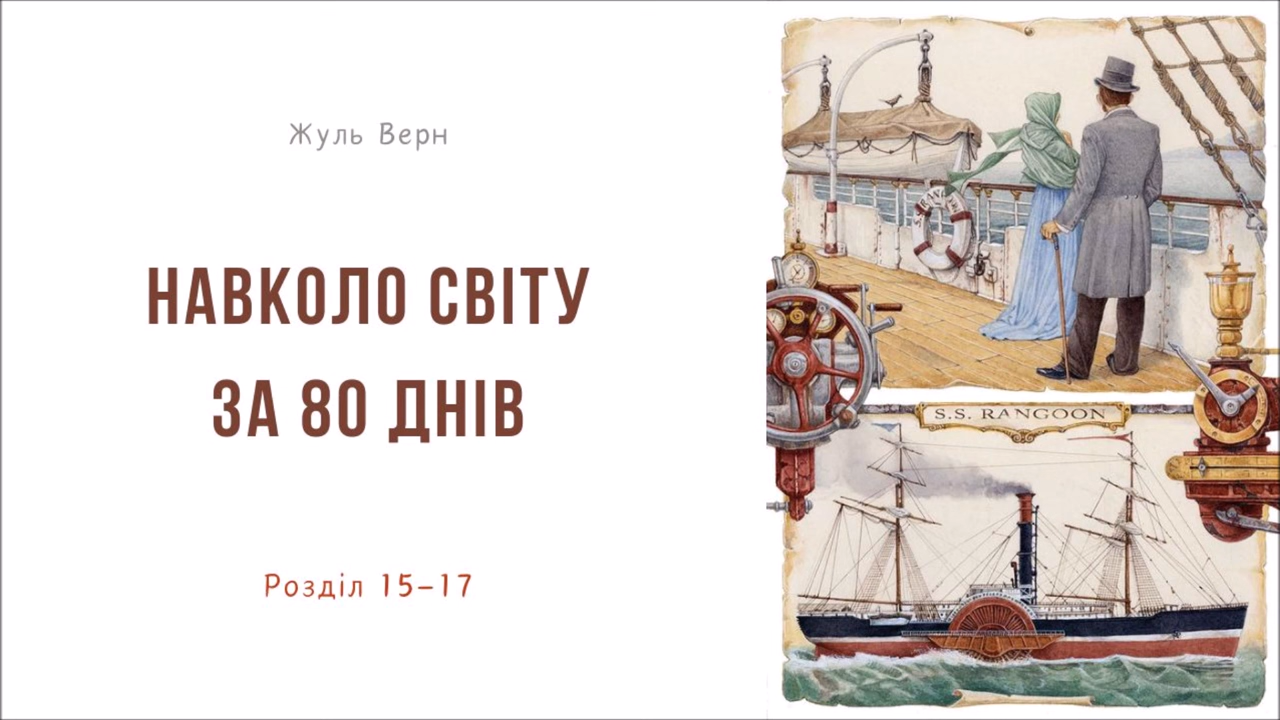 Жуль Верн
НАВКОЛО СВІТУ
ЗА 80 ДНІВ
Розділ 15–17
S.S. RANGOON